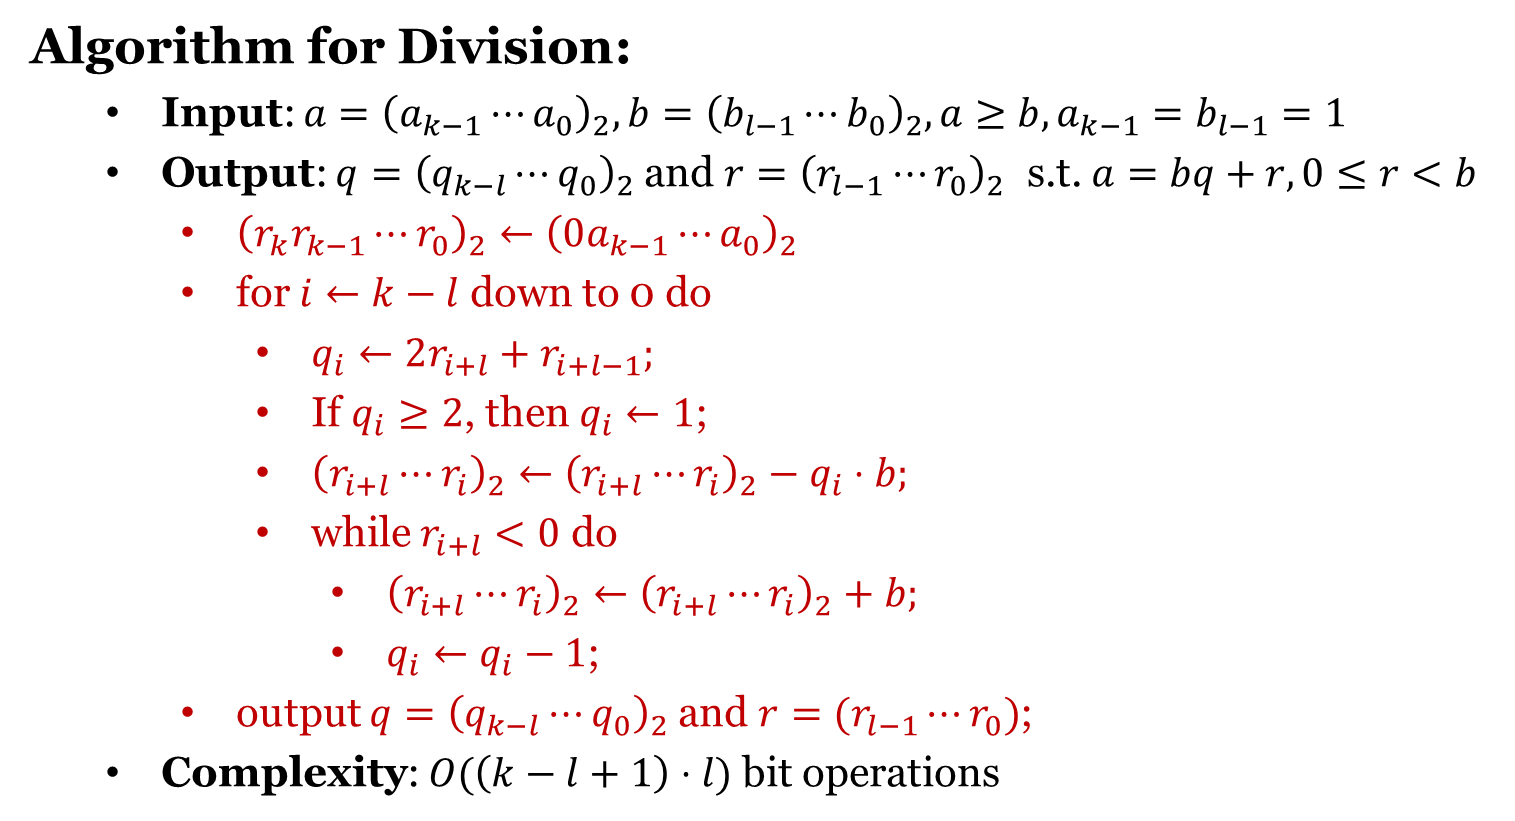 Algorithm for Division:
• Input: a = (a_{k−1} ⋯ a_0)_2, b = (b_{l−1} ⋯ b_0)_2, a ≥ b, a_{k−1} = b_{l−1} = 1
• Output: q = (q_{k−l} ⋯ q_0)_2 and r = (r_{l−1} ⋯ r_0)_2 s.t. a = bq + r, 0 ≤ r < b
• (r_k r_{k−1} ⋯ r_0)_2 ← (0a_{k−1} ⋯ a_0)_2
• for i ← k − l down to 0 do
• q_i ← 2r_{i+l} + r_{i+l−1};
• If q_i ≥ 2, then q_i ← 1;
• (r_{i+l} ⋯ r_i)_2 ← (r_{i+l} ⋯ r_i)_2 − q_i · b;
• while r_{i+l} < 0 do
• (r_{i+l} ⋯ r_i)_2 ← (r_{i+l} ⋯ r_i)_2 + b;
• q_i ← q_i − 1;
• output q = (q_{k−l} ⋯ q_0)_2 and r = (r_{l−1} ⋯ r_0);
• Complexity: O((k − l + 1) · l) bit operations